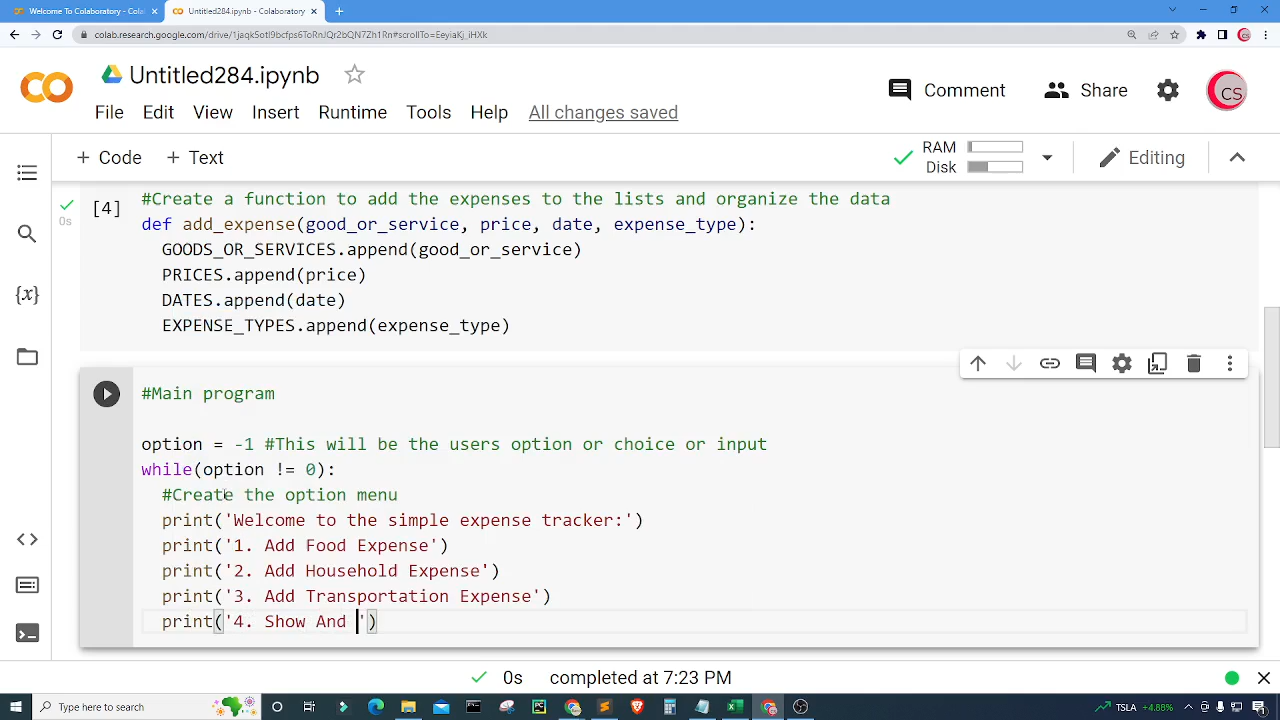 Welcome To Colaboratory - Colab
Untitled284.ipynb - Colaboratory
colab.research.google.com/drive/1jaqk5otl9bcfps6ToRnJQr2bQN7Zh1Rn#scrollTo=EeyiaKj_iHXk
Untitled284.ipynb
Comment
Share
CS
File Edit View Insert Runtime Tools Help All changes saved
+ Code + Text
RAM
Disk
Editing
[4]
0s
#Create a function to add the expenses to the lists and organize the data
def add_expense(good_or_service, price, date, expense_type):
GOODS_OR_SERVICES.append(good_or_service)
PRICES.append(price)
DATES.append(date)
EXPENSE_TYPES.append(expense_type)
#Main program
option = -1 #This will be the users option or choice or input
while(option != 0):
#Create the option menu
print('Welcome to the simple expense tracker:')
print('1. Add Food Expense')
print('2. Add Household Expense')
print('3. Add Transportation Expense')
print('4. Show And ')
0s completed at 7:23 PM
Type here to search
TSLA +4.88%